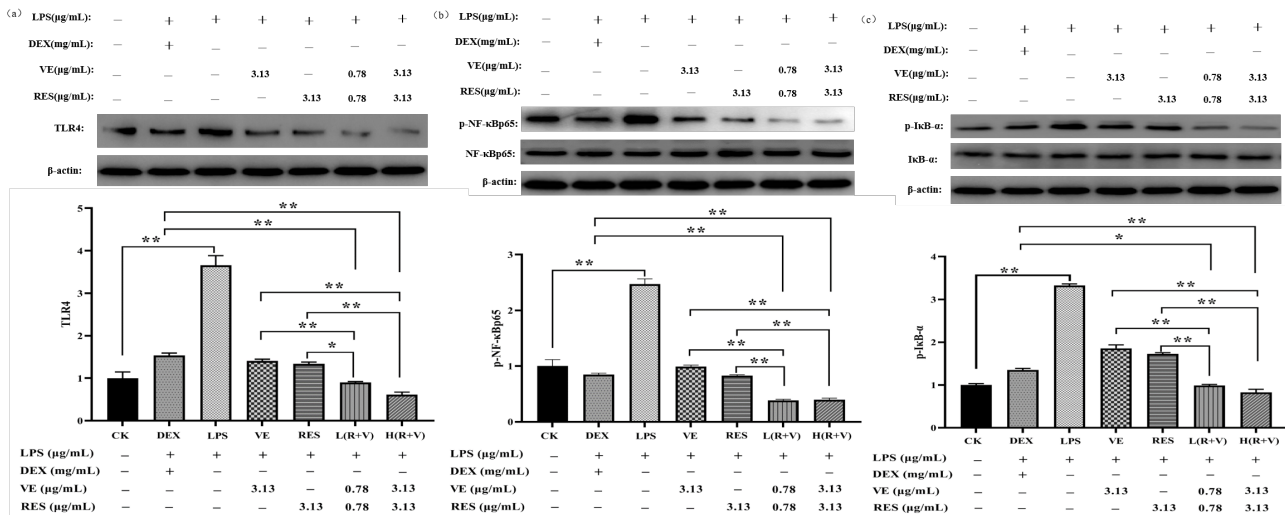 (a)
LPS(μg/mL): — + + + + + +
DEX(mg/mL): — + — — — — —
VE(μg/mL): — — — 3.13 — 0.78 3.13
RES(μg/mL): — — — — 3.13 0.78 3.13
TLR4:
β-actin:
** ** **
** ** ** *
TLR4
5
4
3
2
1
0
CK DEX LPS VE RES L(R+V) H(R+V)
LPS (μg/mL) — + + + + + +
DEX (mg/mL) — + — — — — —
VE (μg/mL) — — — 3.13 — 0.78 3.13
RES (μg/mL) — — — — 3.13 0.78 3.13
(b)
LPS(μg/mL): — + + + + + +
DEX(mg/mL): — + — — — — —
VE(μg/mL): — — — 3.13 — 0.78 3.13
RES(μg/mL): — — — — 3.13 0.78 3.13
p-NF-κBp65:
NF-κBp65:
β-actin:
** ** **
** ** ** **
p-NF-κBp65
3
2
1
0
CK DEX LPS VE RES L(R+V) H(R+V)
LPS (μg/mL) — + + + + + +
DEX (mg/mL) — + — — — — —
VE (μg/mL) — — — 3.13 — 0.78 3.13
RES (μg/mL) — — — — 3.13 0.78 3.13
(c)
LPS(μg/mL): — + + + + + +
DEX(mg/mL): — + — — — — —
VE(μg/mL): — — — 3.13 — 0.78 3.13
RES(μg/mL): — — — — 3.13 0.78 3.13
p-IκB-α:
IκB-α:
β-actin:
** * **
** ** ** **
p-IκB-α
4
3
2
1
0
CK DEX LPS VE RES L(R+V) H(R+V)
LPS (μg/mL) — + + + + + +
DEX (mg/mL) — + — — — — —
VE (μg/mL) — — — 3.13 — 0.78 3.13
RES (μg/mL) — — — — 3.13 0.78 3.13